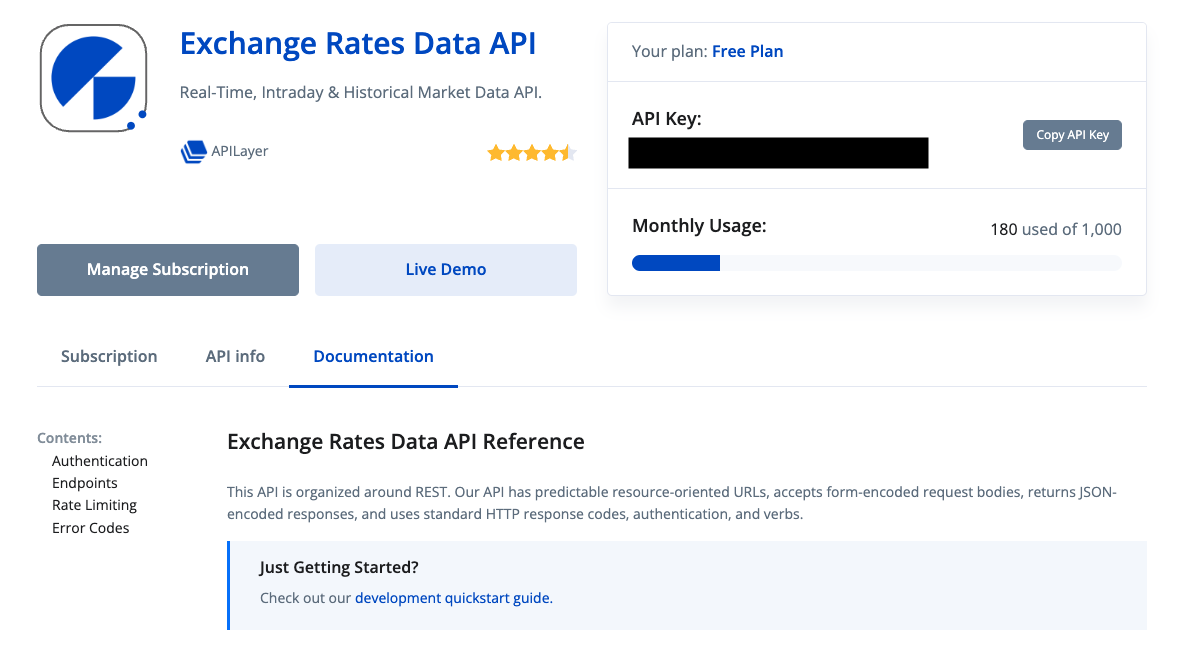 Exchange Rates Data API
Real-Time, Intraday & Historical Market Data API.
APILayer
Manage Subscription
Live Demo
Your plan: Free Plan
API Key:
Copy API Key
Monthly Usage:
180 used of 1,000
Subscription
API info
Documentation
Contents:
Authentication
Endpoints
Rate Limiting
Error Codes
Exchange Rates Data API Reference
This API is organized around REST. Our API has predictable resource-oriented URLs, accepts form-encoded request bodies, returns JSON-
encoded responses, and uses standard HTTP response codes, authentication, and verbs.
Just Getting Started?
Check out our development quickstart guide.